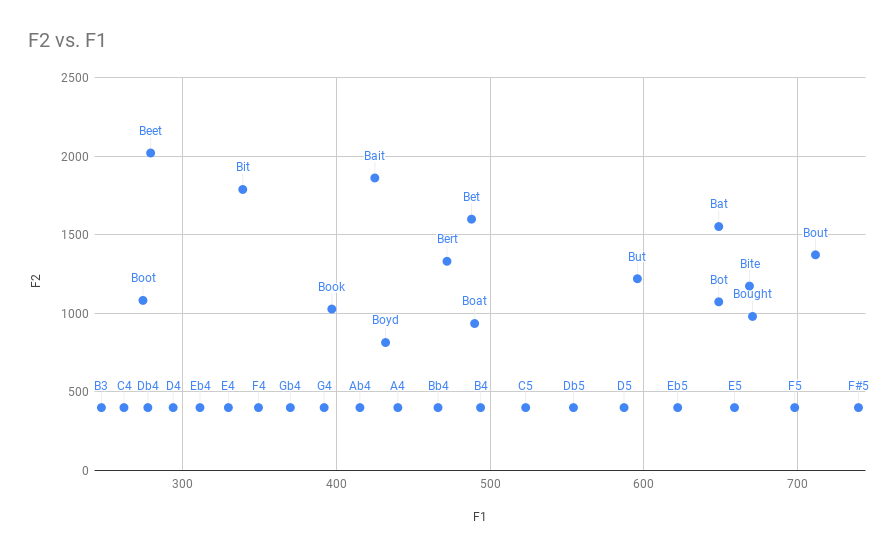 F2 vs. F1
2500
Beet
2000
Bit
Bait
Bet
Bat
1500
Bert
Bout
But
Bite
Boot
Book
Bot
Bought
Boat
1000
Boyd
F2
500
B3 C4 Db4 D4 Eb4 E4 F4 Gb4 G4 Ab4 A4 Bb4 B4 C5 Db5 D5 Eb5 E5 F5 F#5
0
300 400 500 600 700
F1